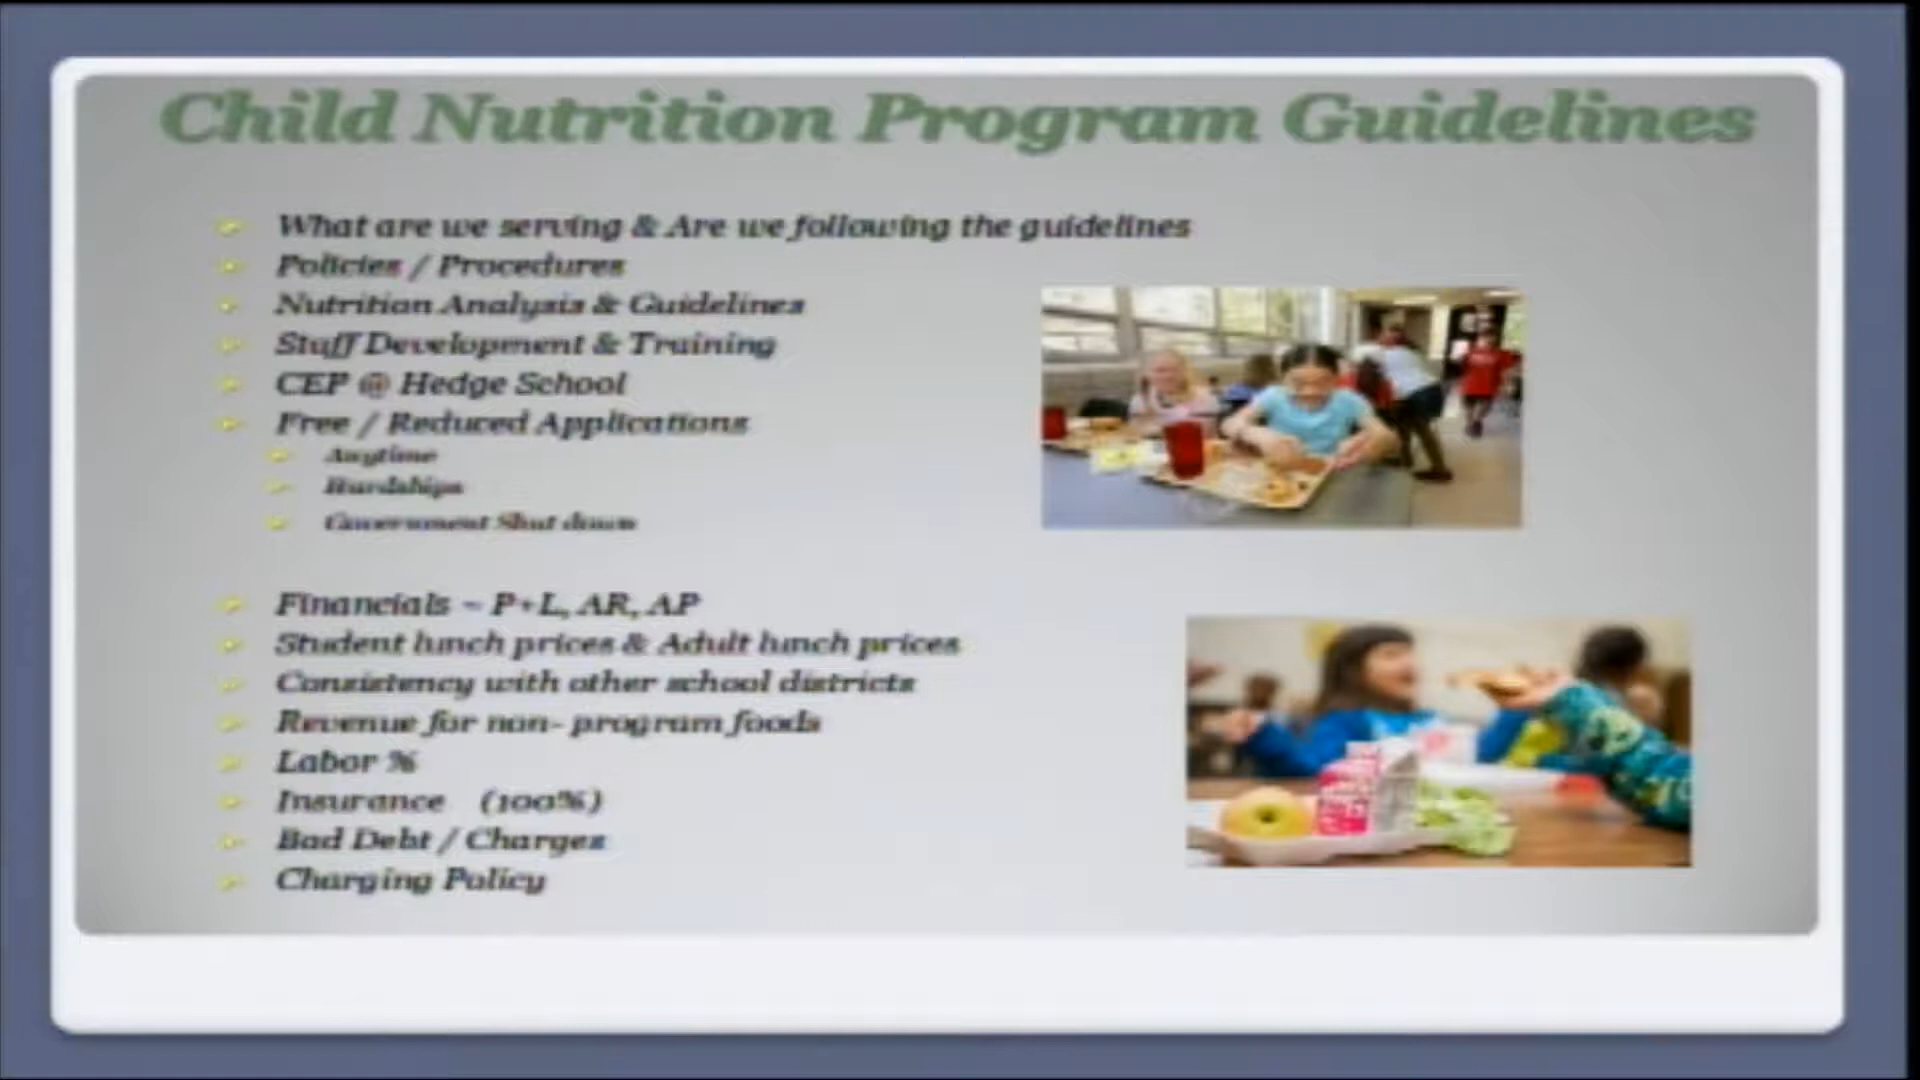 Child Nutrition Program Guidelines
What are we serving & Are we following the guidelines
Policies / Procedures
Nutrition Analysis & Guidelines
Staff Development & Training
CEP @ Hedge School
Free / Reduced Applications
Anytime
Hardships
Government Shut down
Financials ~ P+L, AR, AP
Student lunch prices & Adult lunch prices
Consistency with other school districts
Revenue for non- program foods
Labor %
Insurance (100%)
Bad Debt / Charges
Charging Policy